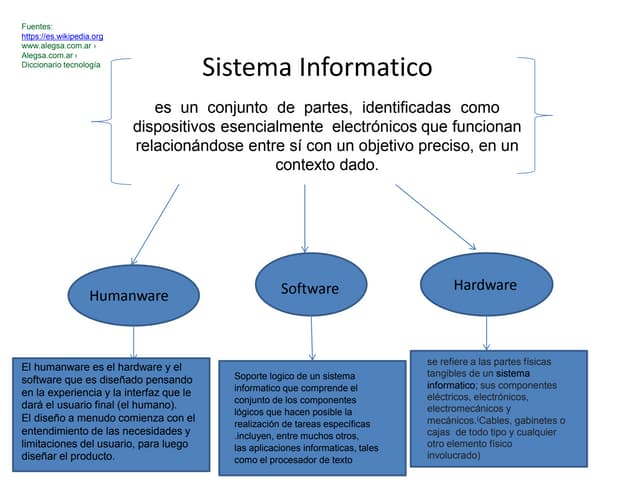 Fuentes:
https://es.wikipedia.org
www.alegsa.com.ar ›
Alegsa.com.ar ›
Diccionario tecnología
Sistema Informatico
es un conjunto de partes, identificadas como
dispositivos esencialmente electrónicos que funcionan
relacionándose entre sí con un objetivo preciso, en un
contexto dado.
Humanware
Software
Hardware
El humanware es el hardware y el
software que es diseñado pensando
en la experiencia y la interfaz que le
dará el usuario final (el humano).
El diseño a menudo comienza con el
entendimiento de las necesidades y
limitaciones del usuario, para luego
diseñar el producto.
Soporte logico de un sistema
informatico que comprende el
conjunto de los componentes
lógicos que hacen posible la
realización de tareas específicas
.incluyen, entre muchos otros,
las aplicaciones informaticas, tales
como el procesador de texto
se refiere a las partes físicas
tangibles de un sistema
informatico; sus componentes
eléctricos, electrónicos,
electromecánicos y
mecánicos.(Cables, gabinetes o
cajas de todo tipo y cualquier
otro elemento físico
involucrado)